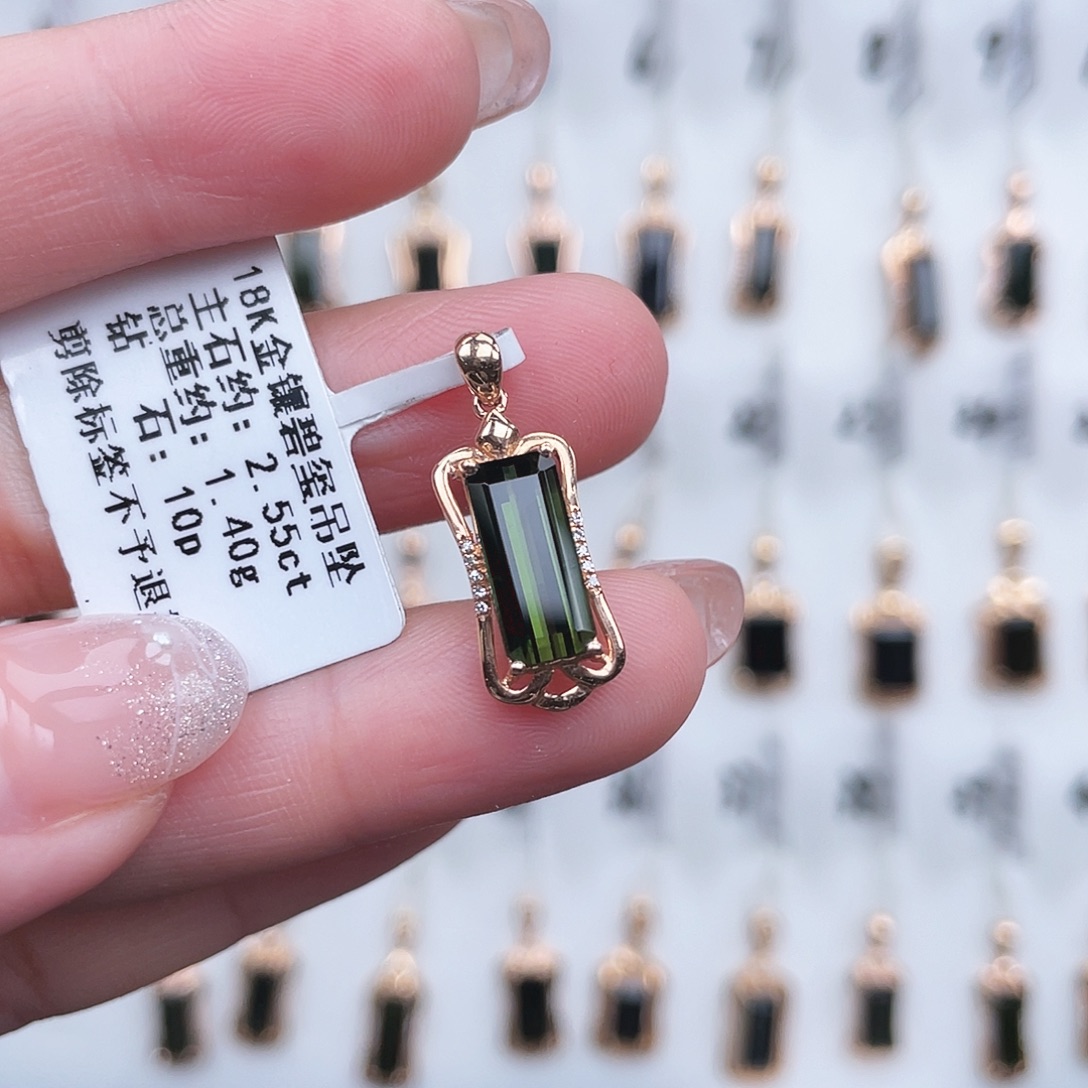 18K金镶碧玺吊坠
主石约: 2.55ct
总重约: 1.40g
钻 石: 10p
剪除标签不予退